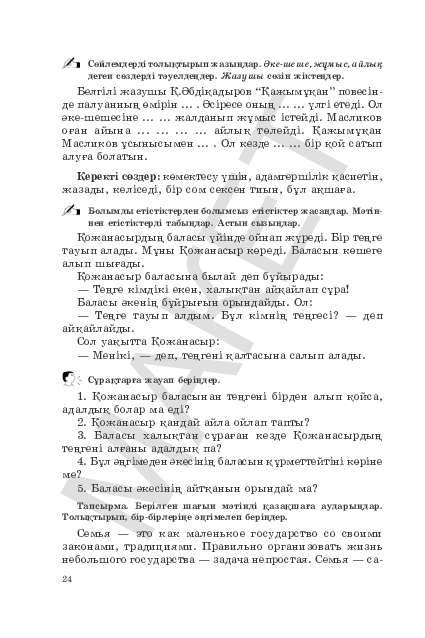 Сөйлемдерді толықтырып жазыңдар. Әке-шеше, жұмыс, айлық
деген сөздерді тәуелдеңдер. Жазушы сөзін жіктеңдер.
Белгілі жазушы Қ.Әбдіқадыров “Қажымұқан” повесін-
де палуанның өмірін ... . Әсіресе оның ... ... үлгі етеді. Ол
әке-шешесіне ... ... жалданып жұмыс істейді. Масликов
оған айына ... ... ... ... айлық төлейді. Қажымұқан
Масликов ұсынысымен ... . Ол кезде ... ... бір қой сатып
алуға болатын.
Керекті сөздер: көмектесу үшін, адамгершілік қасиетін,
жазады, келіседі, бір сом сексен тиын, бұл ақшаға.
Болымды етістіктерден болымсыз етістіктер жасаңдар. Мәтін-
нен етістіктерді табыңдар. Астын сызыңдар.
Қожанасырдың баласы үйінде ойнап жүреді. Бір теңге
тауып алады. Мұны Қожанасыр көреді. Баласын көшеге
алып шығады.
Қожанасыр баласына былай деп бұйырады:
— Теңге кімдікі екен, халықтан айқайлап сұра!
Баласы әкенің бұйрығын орындайды. Ол:
— Теңге тауып алдым. Бұл кімнің теңгесі? — деп
айқайлайды.
Сол уақытта Қожанасыр:
— Менікі, — деп, теңгені қалтасына салып алады.
Сұрақтарға жауап беріңдер.
1. Қожанасыр баласынан теңгені бірден алып қойса,
адалдық болар ма еді?
2. Қожанасыр қандай айла ойлап тапты?
3. Баласы халықтан сұраған кезде Қожанасырдың
теңгені алғаны адалдық па?
4. Бұл әңгімеден әкесінің баласын құрметтейтіні көріне
ме?
5. Баласы әкесінің айтқанын орындай ма?
Тапсырма. Берілген шағын мәтінді қазақшаға аударыңдар.
Толықтырып, бір-бірлеріңе әңгімелеп беріңдер.
Семья — это как маленькое государство со своими
законами, традициями. Правильно организовать жизнь
небольшого государства — задача непростая. Семья — са-
24
МАКЕТ